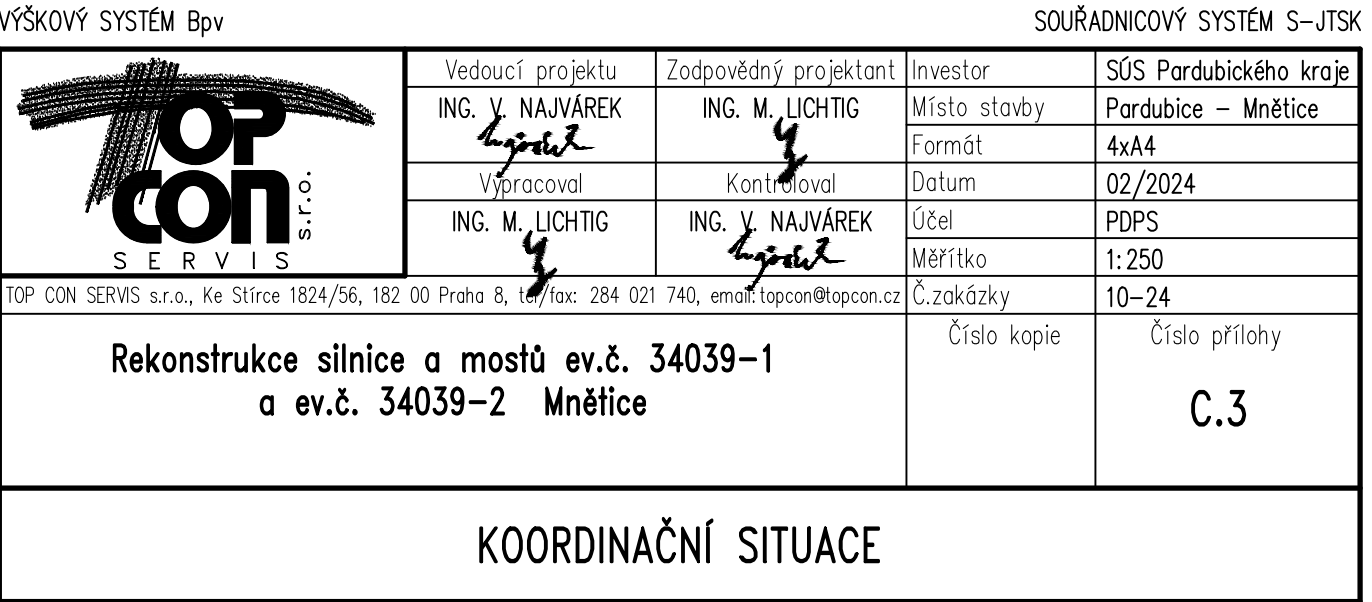 VÝŠKOVÝ SYSTÉM Bpv
SOUŘADNICOVÝ SYSTÉM S-JTSK
TOP
CON
s.r.o.
SERVIS
Vedoucí projektu
ING. V. NAJVÁREK
Zodpovědný projektant
ING. M. LICHTIG
Vypracoval
ING. M. LICHTIG
Kontroloval
ING. V. NAJVÁREK
Investor
SÚS Pardubického kraje
Místo stavby
Pardubice - Mnětice
Formát
4xA4
Datum
02/2024
Účel
PDPS
Měřítko
1:250
TOP CON SERVIS s.r.o., Ke Stírce 1824/56, 182 00 Praha 8, tel/fax: 284 021 740, email:topcon@topcon.cz
Č.zakázky
10-24
Rekonstrukce silnice a mostů ev.č. 34039-1
a ev.č. 34039-2 Mnětice
Číslo kopie
Číslo přílohy
C.3
KOORDINAČNÍ SITUACE